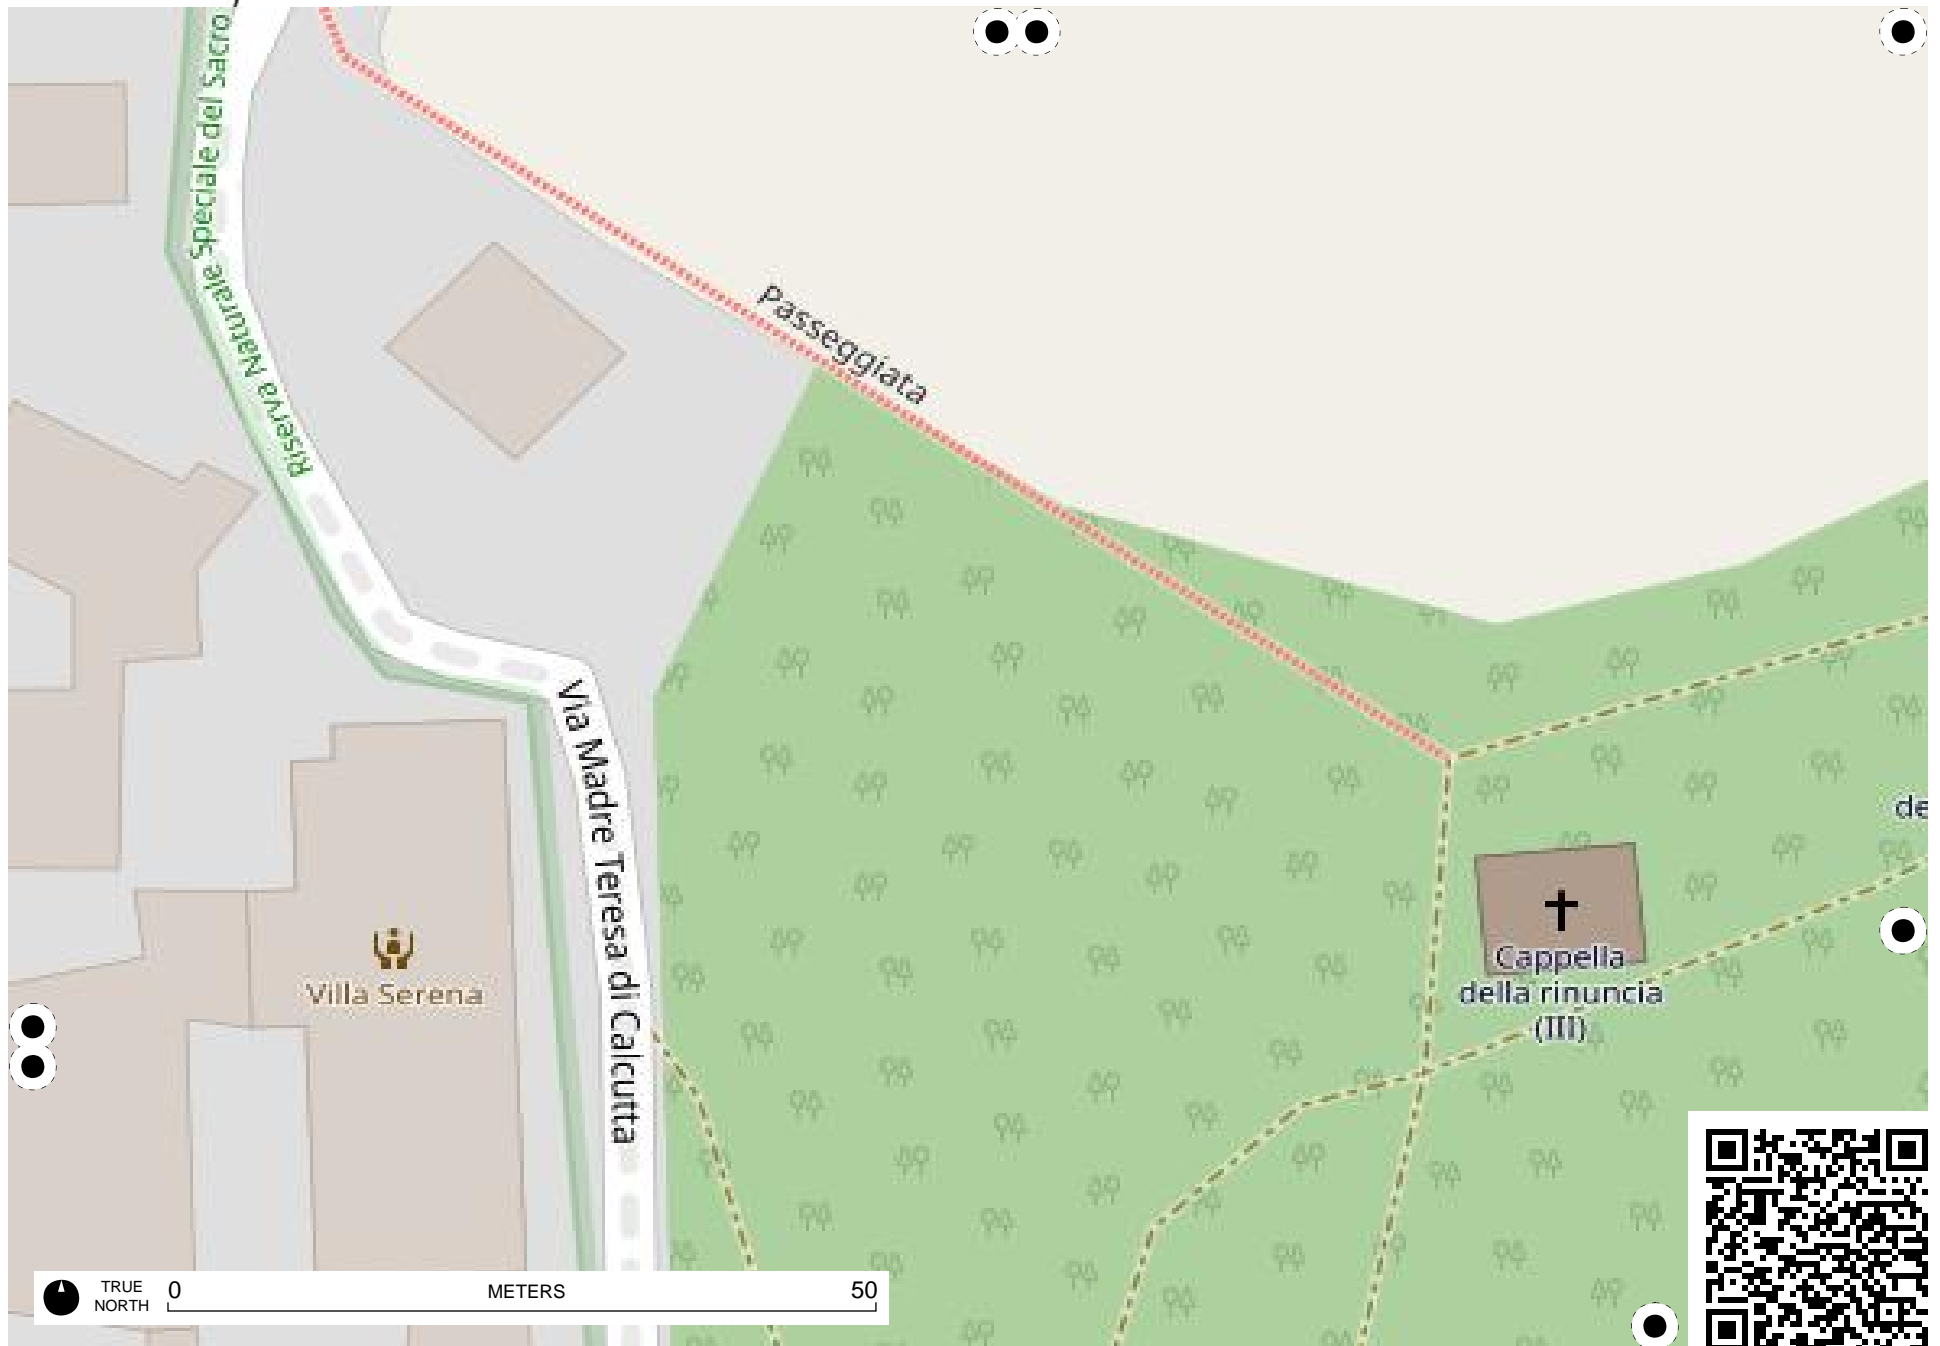 Riserva Naturale Speciale del Sacro
Passeggiata
Via Madre Teresa di Calcutta
de
Villa Serena
Cappella
della rinuncia
(III)
TRUE
NORTH
0
METERS
50